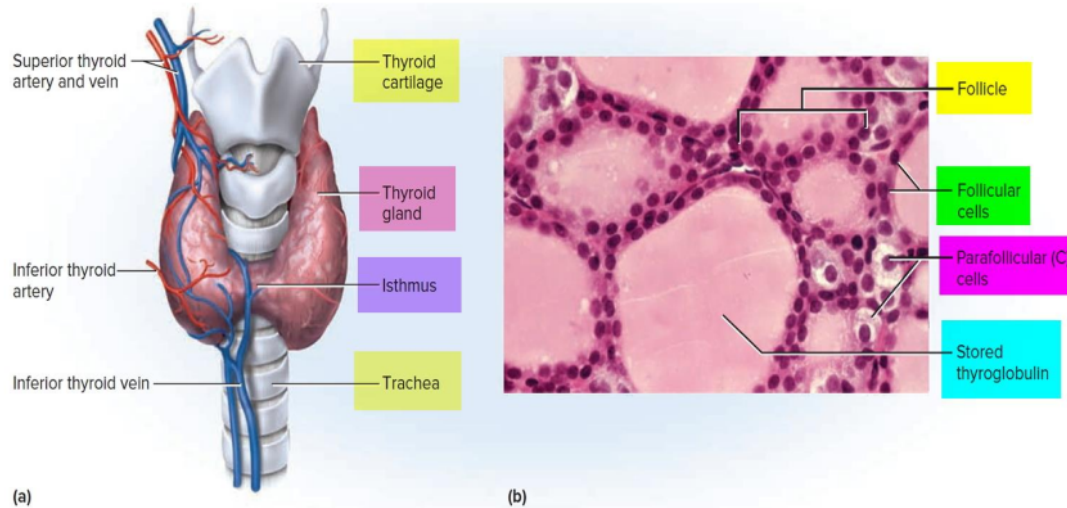 Superior thyroid
artery and vein
Inferior thyroid
artery
Inferior thyroid vein
Thyroid
cartilage
Thyroid
gland
Isthmus
Trachea
(a)
Follicle
Follicular
cells
Parafollicular (C
cells
Stored
thyroglobulin
(b)